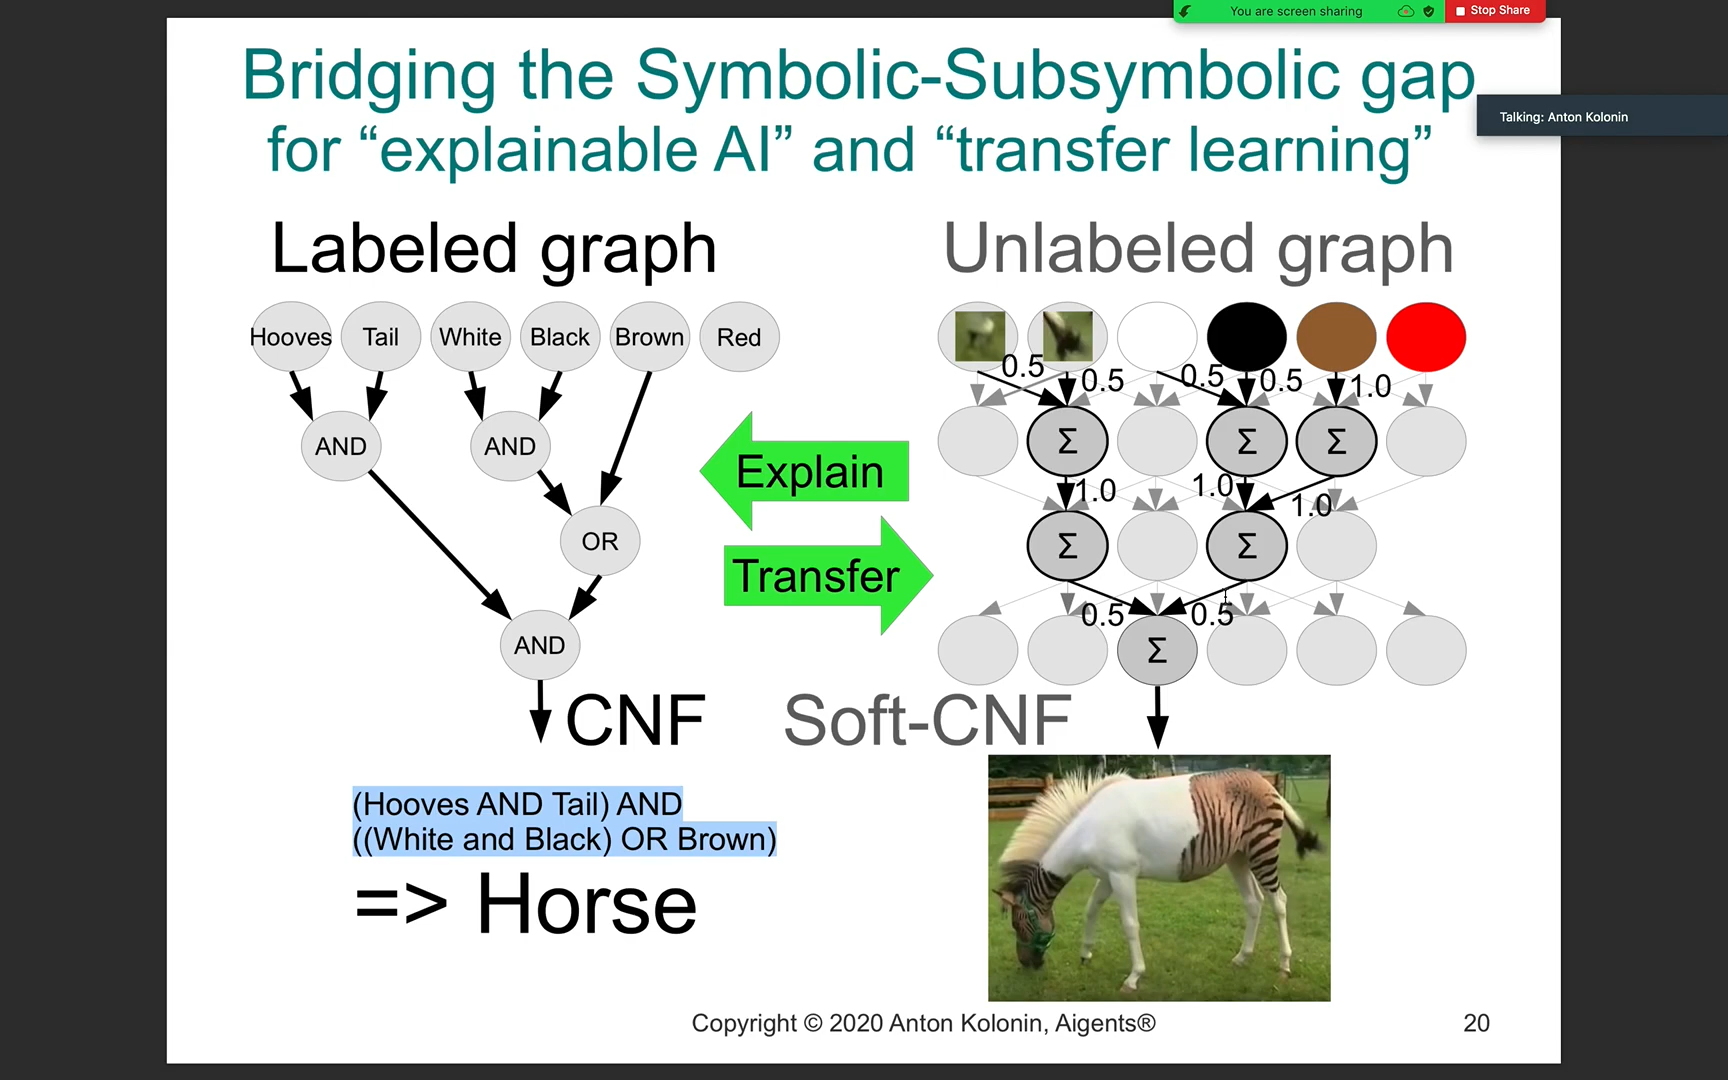 You are screen sharing
Stop Share
Bridging the Symbolic-Subsymbolic gap
for “explainable AI” and “transfer learning”
Talking: Anton Kolonin
Labeled graph
Unlabeled graph
Hooves Tail White Black Brown Red
0.5 0.5 0.5 0.5 1.0
AND AND
Σ Σ Σ
Explain
1.0 1.0 1.0
OR
Σ Σ
Transfer
0.5 0.5
AND
Σ
CNF
Soft-CNF
(Hooves AND Tail) AND
((White and Black) OR Brown)
=> Horse
Copyright © 2020 Anton Kolonin, Aigents®
20